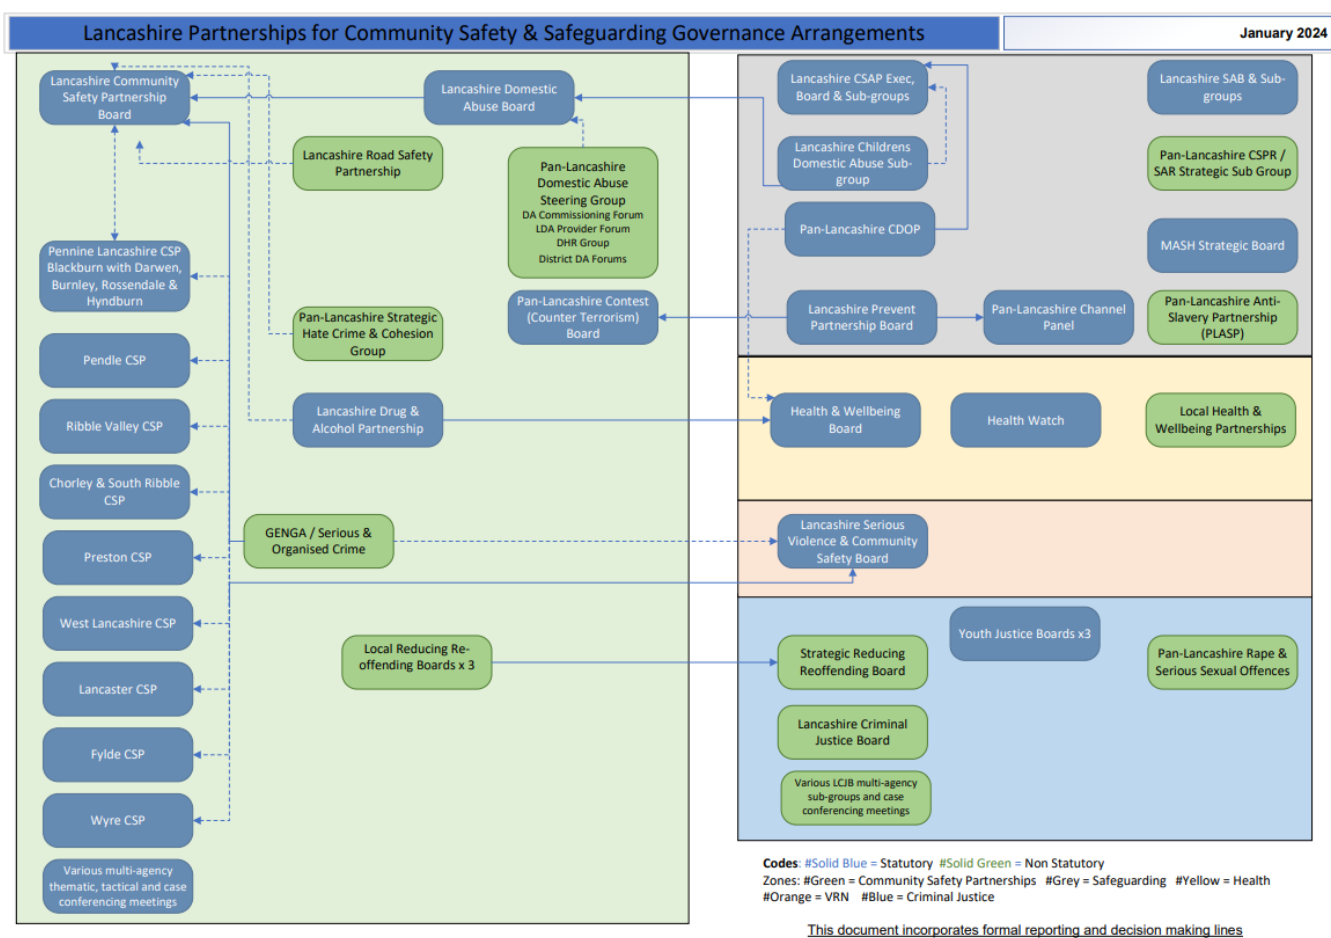 Lancashire Partnerships for Community Safety & Safeguarding Governance Arrangements
January 2024
Lancashire Community
Safety Partnership
Board
Lancashire Domestic
Abuse Board
Lancashire Road Safety
Partnership
Pan-Lancashire
Domestic Abuse
Steering Group
DA Commissioning Forum
LDA Provider Forum
DHR Group
District DA Forums
Pennine Lancashire CSP
Blackburn with Darwen,
Burnley, Rossendale &
Hyndburn
Pan-Lancashire Strategic
Hate Crime & Cohesion
Group
Pan-Lancashire Contest
(Counter Terrorism)
Board
Pendle CSP
Ribble Valley CSP
Lancashire Drug &
Alcohol Partnership
Chorley & South Ribble
CSP
GENGA / Serious &
Organised Crime
Preston CSP
West Lancashire CSP
Local Reducing Re-
offending Boards x 3
Lancaster CSP
Fylde CSP
Wyre CSP
Various multi-agency
thematic, tactical and case
conferencing meetings
Lancashire CSAP Exec,
Board & Sub-groups
Lancashire SAB & Sub-
groups
Lancashire Childrens
Domestic Abuse Sub-
group
Pan-Lancashire CSPR /
SAR Strategic Sub Group
Pan-Lancashire CDOP
MASH Strategic Board
Lancashire Prevent
Partnership Board
Pan-Lancashire Channel
Panel
Pan-Lancashire Anti-
Slavery Partnership
(PLASP)
Health & Wellbeing
Board
Health Watch
Local Health &
Wellbeing Partnerships
Lancashire Serious
Violence & Community
Safety Board
Youth Justice Boards x3
Strategic Reducing
Reoffending Board
Pan-Lancashire Rape &
Serious Sexual Offences
Lancashire Criminal
Justice Board
Various LCJB multi-agency
sub-groups and case
conferencing meetings
Codes: #Solid Blue = Statutory #Solid Green = Non Statutory
Zones: #Green = Community Safety Partnerships #Grey = Safeguarding #Yellow = Health
#Orange = VRN #Blue = Criminal Justice
This document incorporates formal reporting and decision making lines